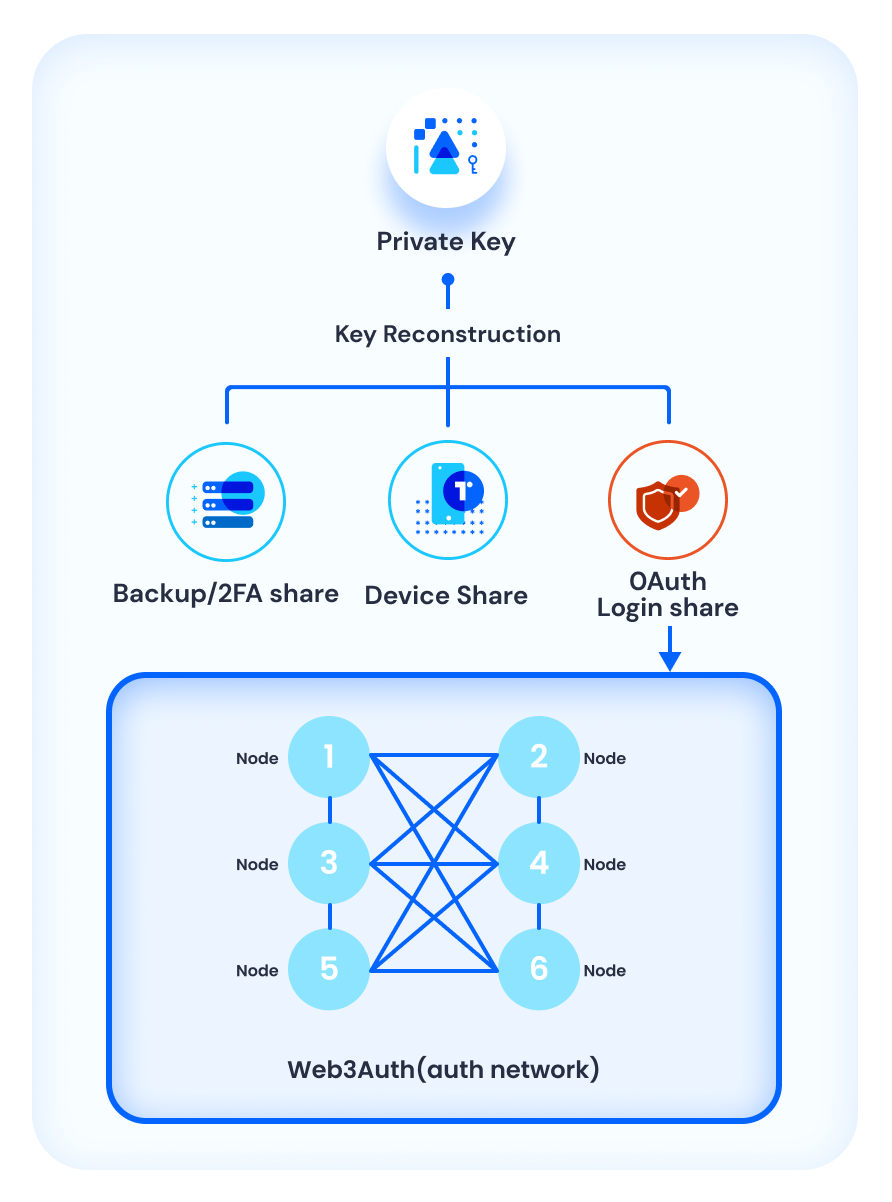 Private Key
Key Reconstruction
T
Backup/2FA share
Device Share
OAuth
Login share
Node 1 2 Node
Node 3 4 Node
Node 5 6 Node
Web3Auth(auth network)